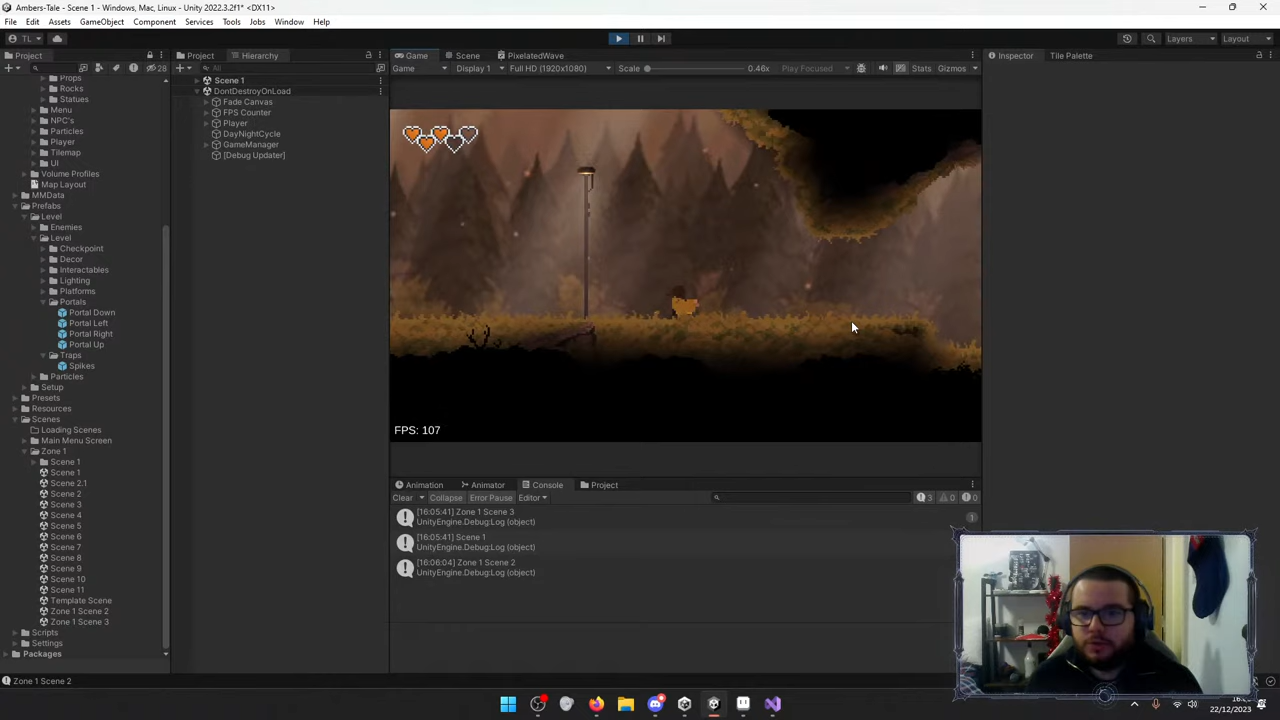 Ambers-Tale - Scene 1 - Windows, Mac, Linux - Unity 2022.3.2f1* <DX11>
File Edit Assets GameObject Component Services Tools Jobs Window Help
TL Layers Layout
Project Project Hierarchy Game Scene PixelatedWave Inspector Tile Palette
28 All Game Display 1 Full HD (1920x1080) Scale 0.46x Play Focused Stats Gizmos
Props
Rocks
Statues
Menu
NPC's
Particles
Player
Tilemap
UI
Volume Profiles
Map Layout
MMData
Prefabs
Level
Enemies
Level
Checkpoint
Decor
Interactables
Lighting
Platforms
Portals
Portal Down
Portal Left
Portal Right
Portal Up
Traps
Spikes
Particles
Setup
Presets
Resources
Scenes
Loading Scenes
Main Menu Screen
Zone 1
Scene 1
Scene 1
Scene 2.1
Scene 2
Scene 3
Scene 4
Scene 5
Scene 6
Scene 7
Scene 8
Scene 9
Scene 10
Scene 11
Template Scene
Zone 1 Scene 2
Zone 1 Scene 3
Scripts
Settings
Packages
Scene 1
DontDestroyOnLoad
Fade Canvas
FPS Counter
Player
DayNightCycle
GameManager
[Debug Updater]
FPS: 107
Animation Animator Console Project
Clear Collapse Error Pause Editor 3 0 0
[16:05:41] Zone 1 Scene 3
UnityEngine.Debug:Log (object)
1
[16:05:41] Scene 1
UnityEngine.Debug:Log (object)
[16:06:04] Zone 1 Scene 2
UnityEngine.Debug:Log (object)
Zone 1 Scene 2
22/12/2023